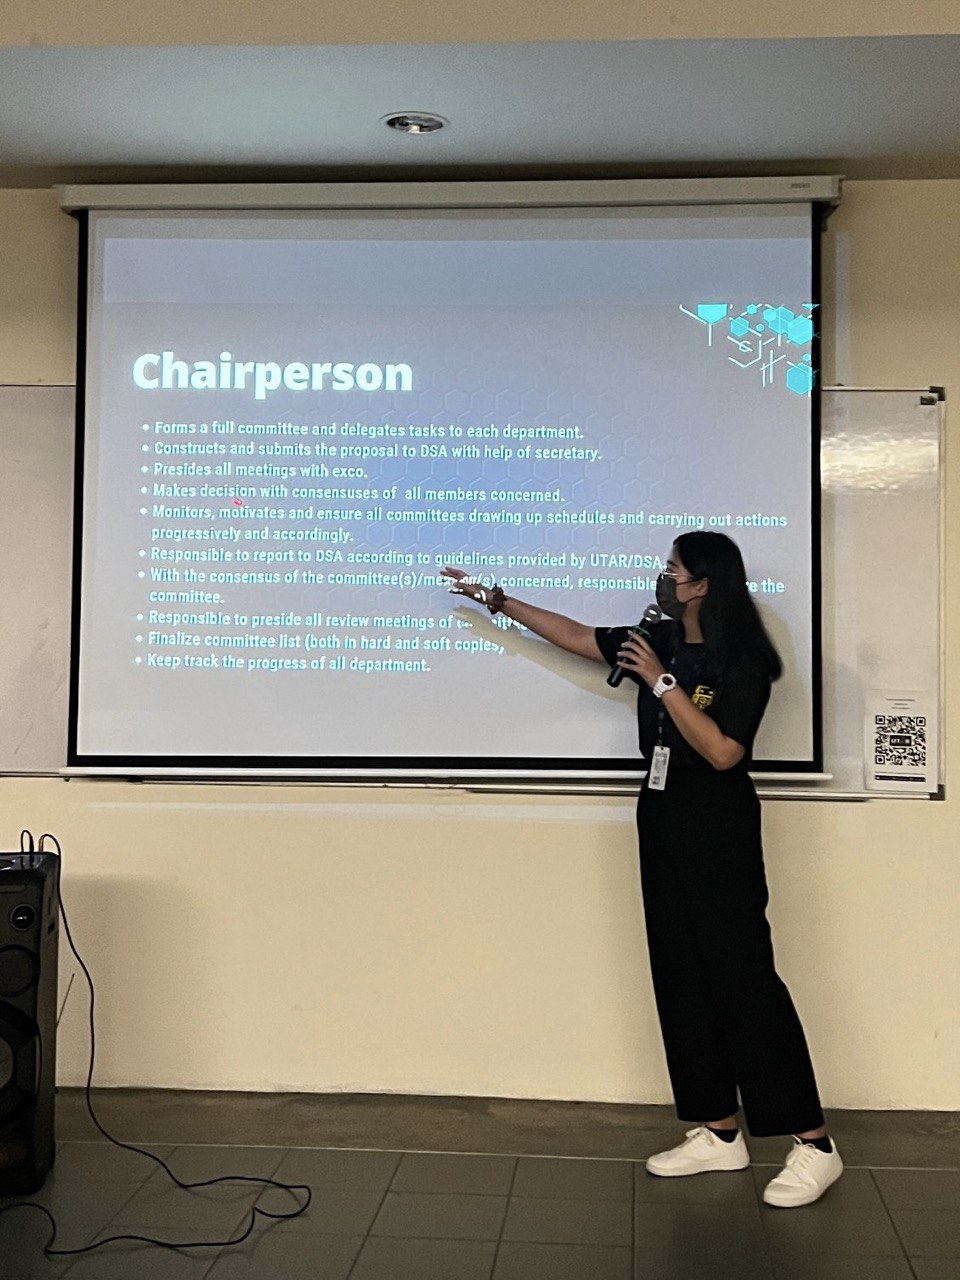 Chairperson
• Forms a full committee and delegates tasks to each department.
• Constructs and submits the proposal to DSA with help of secretary.
• Presides all meetings with exco.
• Makes decision with consensuses of all members concerned.
• Monitors, motivates and ensure all committees drawing up schedules and carrying out actions
progressively and accordingly.
• Responsible to report to DSA according to guidelines provided by UTAR/DSA.
• With the consensus of the committee(s)/ concerned, responsible the
committee.
• Responsible to preside all review meetings of
• Finalize committee list (both in hard and soft copies)
• Keep track the progress of all department.